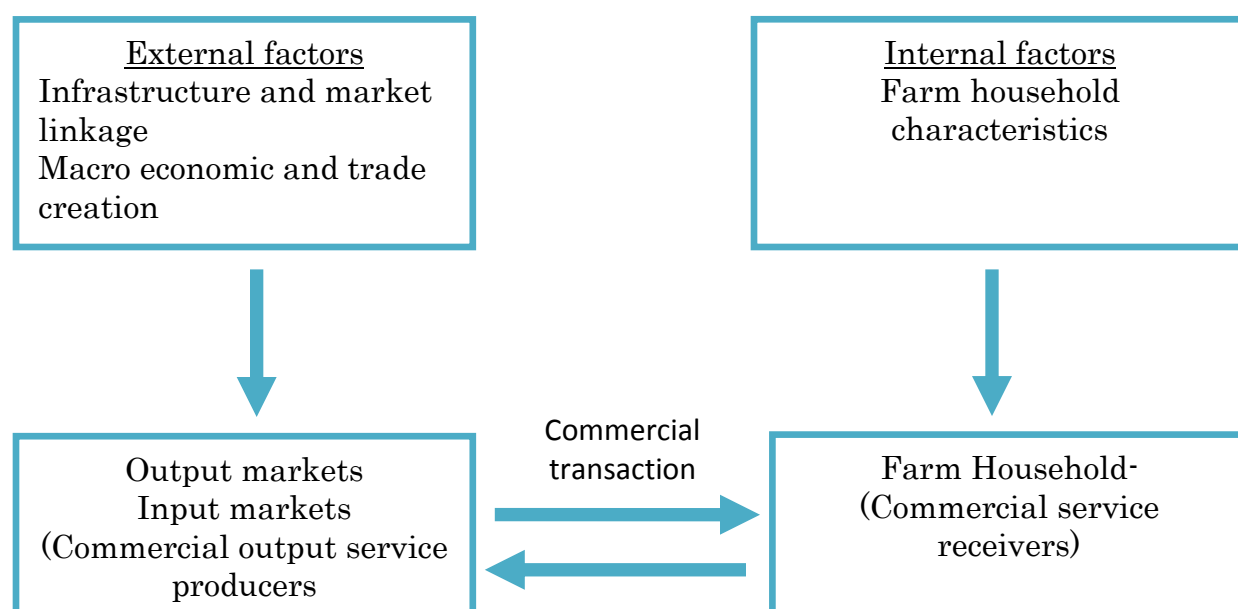 External factors
Infrastructure and market
linkage
Macro economic and trade
creation
Internal factors
Farm household
characteristics
Commercial
transaction
Output markets
Input markets
(Commercial output service
producers
Farm Household-
(Commercial service
receivers)